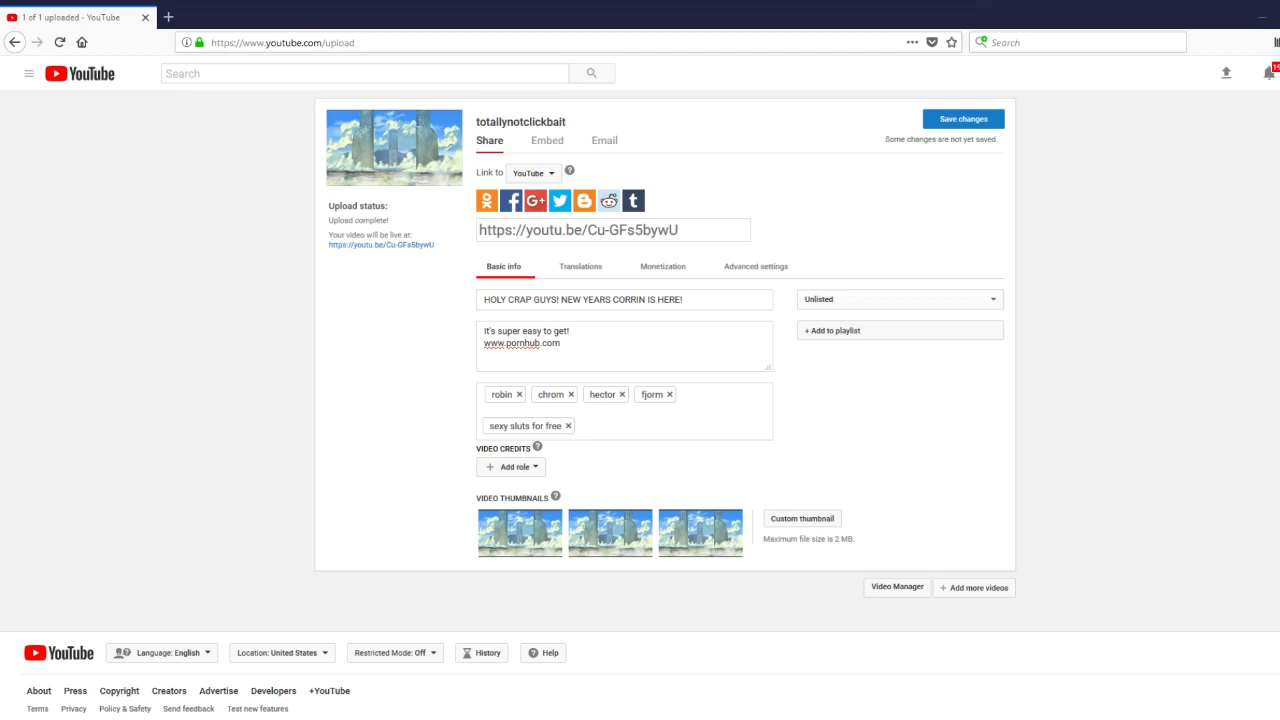 1 of 1 uploaded - YouTube
https://www.youtube.com/upload
Search
YouTube
Search
19
totallynotclickbait
Save changes
Share Embed Email
Some changes are not yet saved.
Link to YouTube
https://youtu.be/Cu-GFs5bywU
Upload status:
Upload complete!
Your video will be live at:
https://youtu.be/Cu-GFs5bywU
Basic info Translations Monetization Advanced settings
HOLY CRAP GUYS! NEW YEARS CORRIN IS HERE!
Unlisted
It's super easy to get!
www.pornhub.com
+ Add to playlist
robin chrom hector fjorm
sexy sluts for free
VIDEO CREDITS
+ Add role
VIDEO THUMBNAILS
Custom thumbnail
Maximum file size is 2 MB.
Video Manager + Add more videos
YouTube Language: English Location: United States Restricted Mode: Off History Help
About Press Copyright Creators Advertise Developers +YouTube
Terms Privacy Policy & Safety Send feedback Test new features